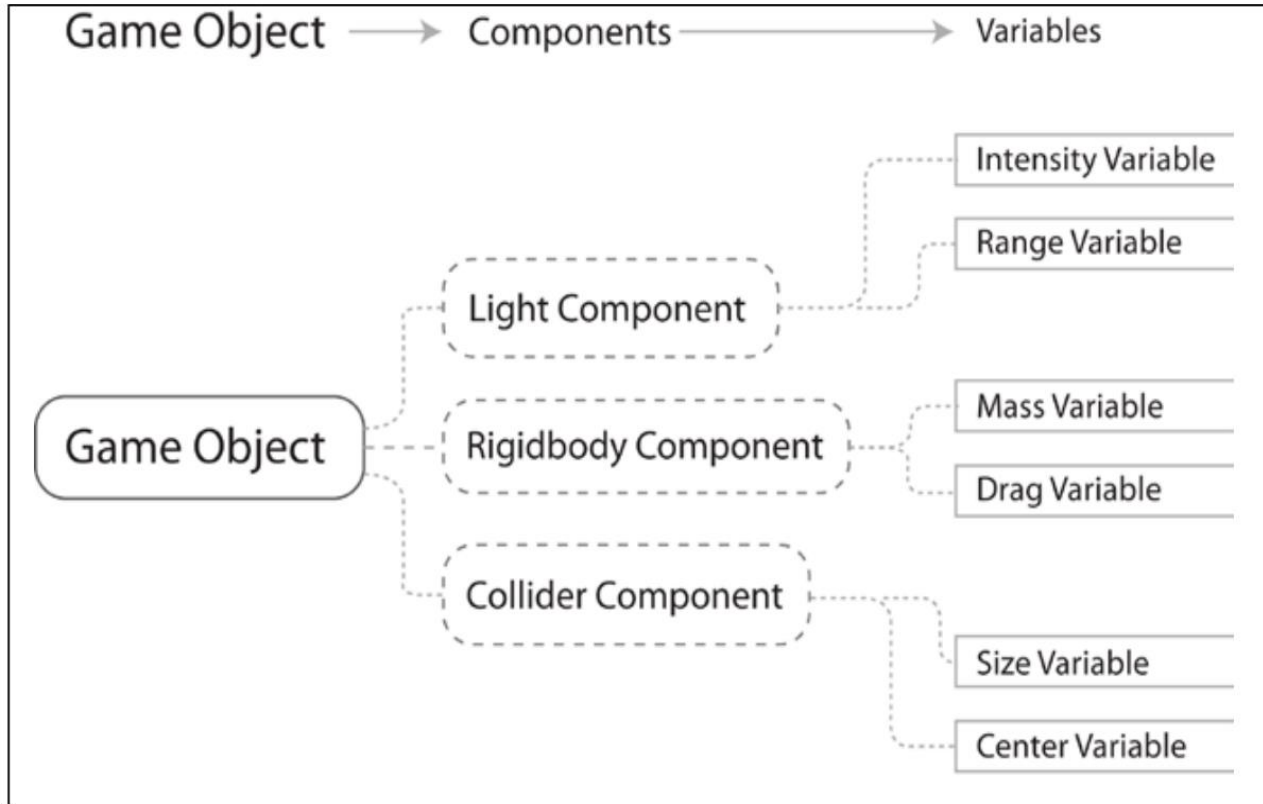 Game Object Components Variables
Intensity Variable
Range Variable
Light Component
Mass Variable
Game Object
Rigidbody Component
Drag Variable
Collider Component
Size Variable
Center Variable